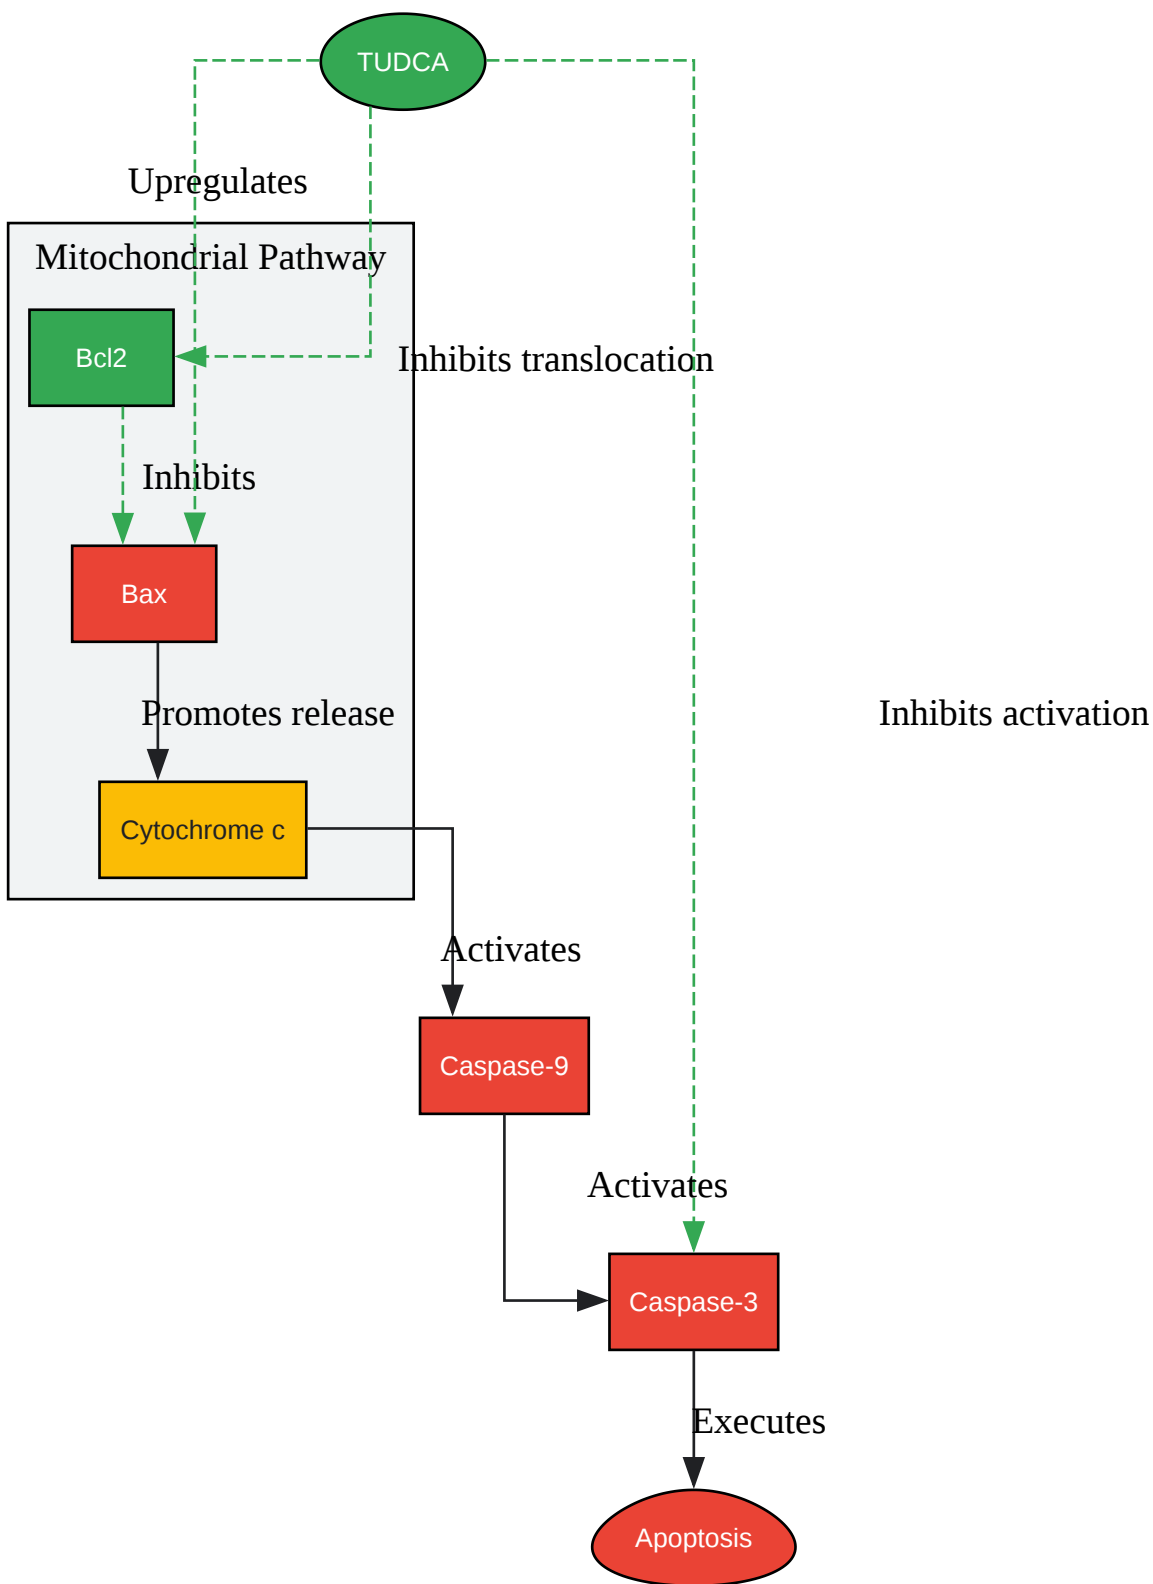 TUDCA
Upregulates
Mitochondrial Pathway
Bcl2
Inhibits translocation
Inhibits
Bax
Promotes release
Inhibits activation
Cytochrome c
Activates
Caspase-9
Activates
Caspase-3
Executes
Apoptosis